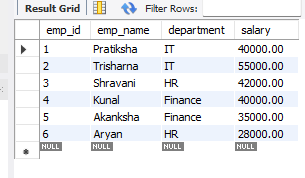 Result Grid Filter Rows:
emp_id emp_name department salary
1 Pratiksha IT 40000.00
2 Trisharna IT 55000.00
3 Shravani HR 42000.00
4 Kunal Finance 40000.00
5 Akanksha Finance 35000.00
6 Aryan HR 28000.00
NULL NULL NULL NULL